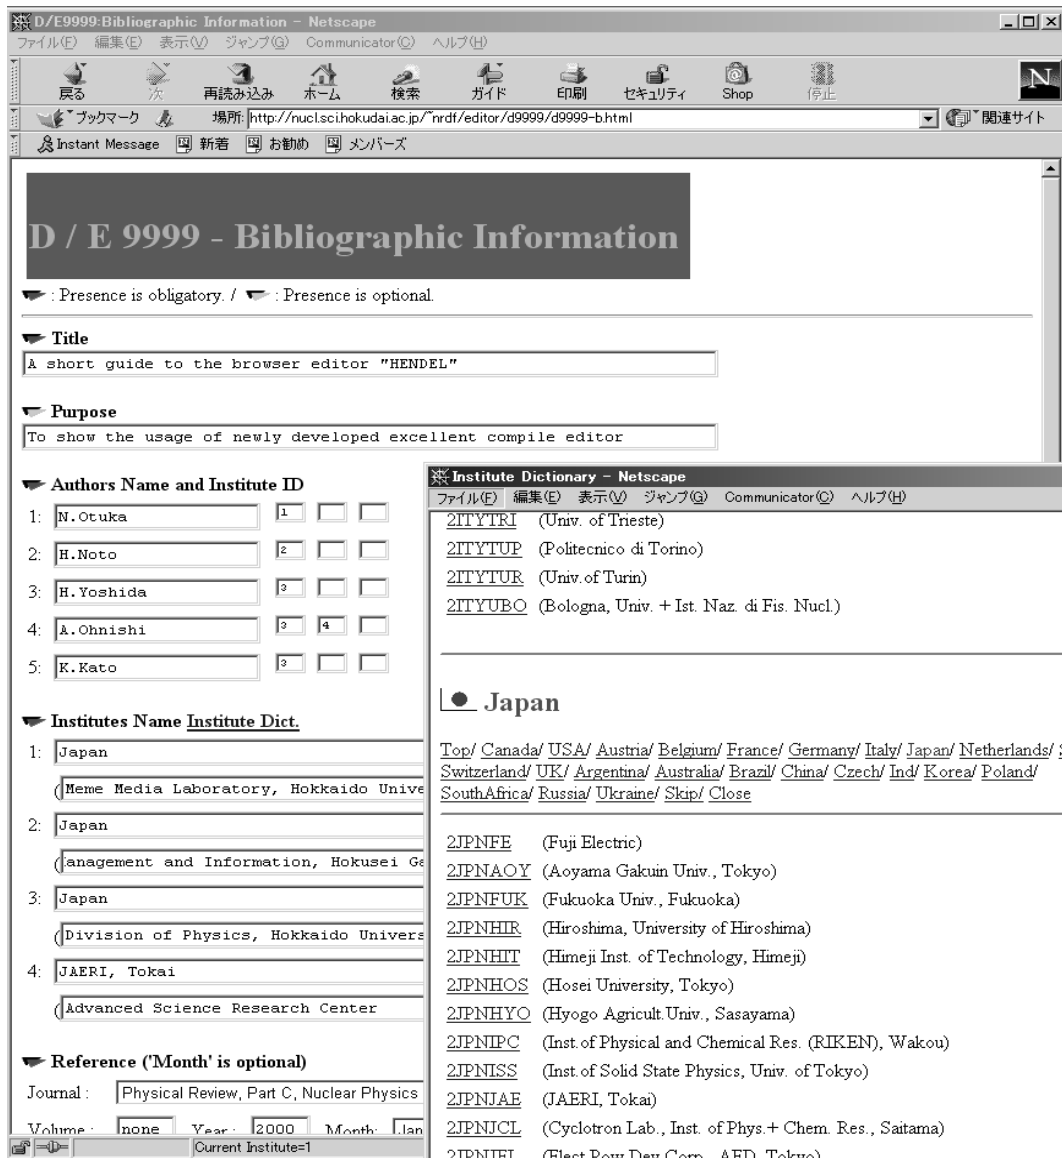 D/E9999:Bibliographic Information - Netscape
ファイル(F) 編集(E) 表示(V) ジャンプ(G) Communicator(C) ヘルプ(H)
戻る 次 再読み込み ホーム 検索 ガイド 印刷 セキュリティ Shop 停止
N
ブックマーク 場所: http://nucl.sci.hokudai.ac.jp/~nrdf/editor/d9999/d9999-b.html 関連サイト
Instant Message 新着 お勧め メンバーズ
D / E 9999 - Bibliographic Information
: Presence is obligatory. / : Presence is optional.
Title
A short guide to the browser editor "HENDEL"
Purpose
To show the usage of newly developed excellent compile editor
Authors Name and Institute ID
1: N.Otuka 1
2: H.Noto 2
3: H.Yoshida 3
4: A.Ohnishi 3 4
5: K.Kato 3
Institutes Name Institute Dict.
1: Japan
(Meme Media Laboratory, Hokkaido Unive
2: Japan
(anagement and Information, Hokusei Ga
3: Japan
(Division of Physics, Hokkaido Univers
4: JAERI, Tokai
(Advanced Science Research Center
Reference ('Month' is optional)
Journal : Physical Review, Part C, Nuclear Physics
Volume : none Year : 2000 Month: Jan
Current Institute=1
Institute Dictionary - Netscape
ファイル(F) 編集(E) 表示(V) ジャンプ(G) Communicator(C) ヘルプ(H)
2ITYTRI (Univ. of Trieste)
2ITYTUP (Politecnico di Torino)
2ITYTUR (Univ.of Turin)
2ITYUBO (Bologna, Univ. + Ist. Naz. di Fis. Nucl.)
Japan
Top/ Canada/ USA/ Austria/ Belgium/ France/ Germany/ Italy/ Japan/ Netherlands/ S
Switzerland/ UK/ Argentina/ Australia/ Brazil/ China/ Czech/ Ind/ Korea/ Poland/
SouthAfrica/ Russia/ Ukraine/ Skip/ Close
2JPNFE (Fuji Electric)
2JPNAOY (Aoyama Gakuin Univ., Tokyo)
2JPNFUK (Fukuoka Univ., Fukuoka)
2JPNHIR (Hiroshima, University of Hiroshima)
2JPNHIT (Himeji Inst. of Technology, Himeji)
2JPNHOS (Hosei University, Tokyo)
2JPNHYO (Hyogo Agricult.Univ., Sasayama)
2JPNIPC (Inst.of Physical and Chemical Res. (RIKEN), Wakou)
2JPNISS (Inst.of Solid State Physics, Univ. of Tokyo)
2JPNJAE (JAERI, Tokai)
2JPNJCL (Cyclotron Lab., Inst. of Phys.+ Chem. Res., Saitama)
2JPNJEL (Elect.Pow.Dev.Corp., AED, Tokyo)